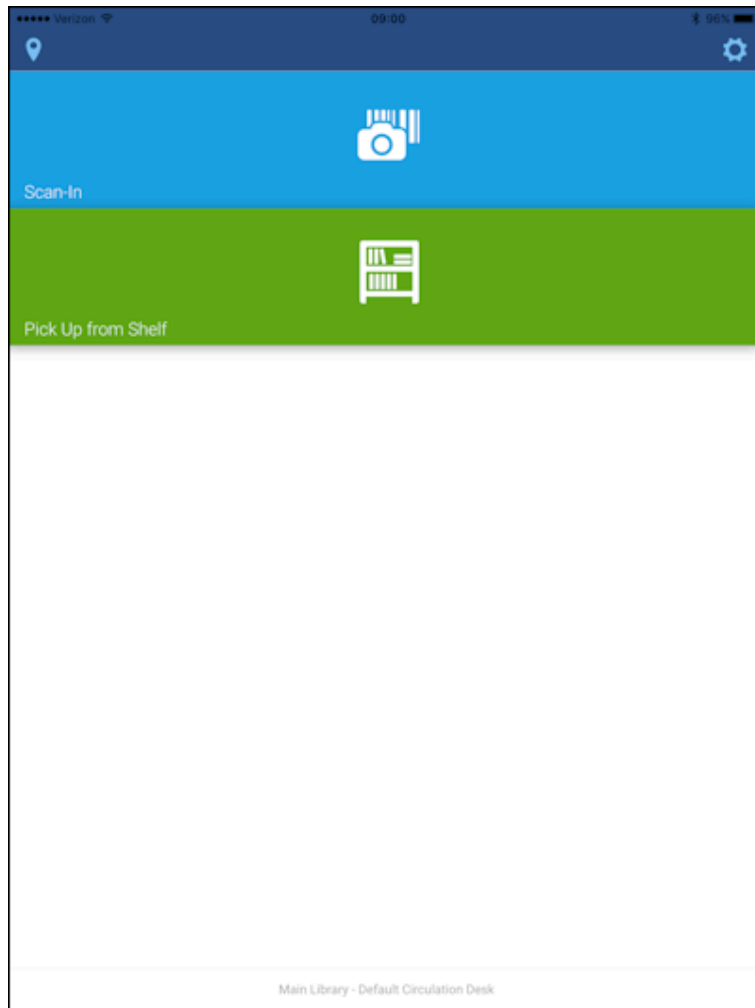 Verizon 09:00 96%
Scan-In
Pick Up from Shelf
Main Library - Default Circulation Desk